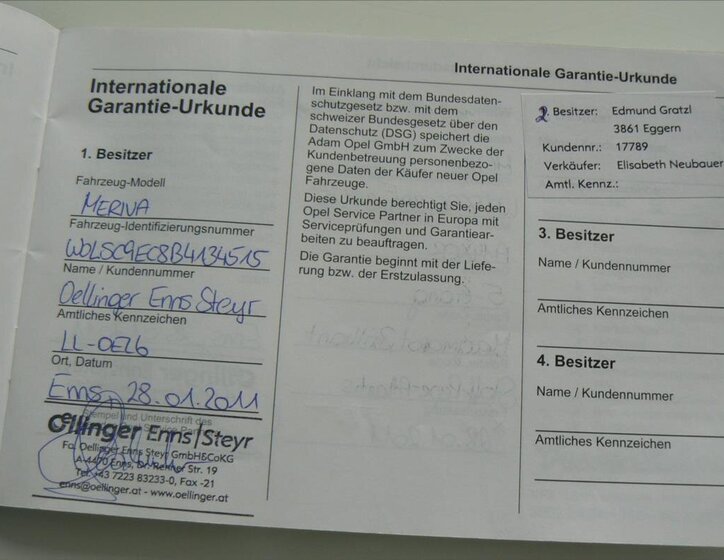 Internationale Garantie-Urkunde
Internationale
Garantie-Urkunde
1. Besitzer
Fahrzeug-Modell
MERIVA
Fahrzeug-Identifizierungsnummer
W0LSC9EC8B4134515
Name / Kundennummer
Oellinger Enns Steyr
Amtliches Kennzeichen
LL-OE26
Ort, Datum
Enns, 28.01.2011
Stempel und Unterschrift des
Oellinger Enns|Steyr
Fa. Oellinger Enns Steyr GmbH&CoKG
A-4470 Enns, Dr. Renner Str. 19
Tel. +43 7223 83233-0, Fax -21
enns@oellinger.at - www.oellinger.at
Im Einklang mit dem Bundesdaten-
schutzgesetz bzw. mit dem
schweizer Bundesgesetz über den
Datenschutz (DSG) speichert die
Adam Opel GmbH zum Zwecke der
Kundenbetreuung personenbezo-
gene Daten der Käufer neuer Opel
Fahrzeuge.
Diese Urkunde berechtigt Sie, jeden
Opel Service Partner in Europa mit
Serviceprüfungen und Garantiear-
beiten zu beauftragen.
Die Garantie beginnt mit der Liefe-
rung bzw. der Erstzulassung.
2. Besitzer: Edmund Gratzl
3861 Eggern
Kundennr.: 17789
Verkäufer: Elisabeth Neubauer
Amtl. Kennz.:
3. Besitzer
Name / Kundennummer
Amtliches Kennzeichen
4. Besitzer
Name / Kundennummer
Amtliches Kennzeichen